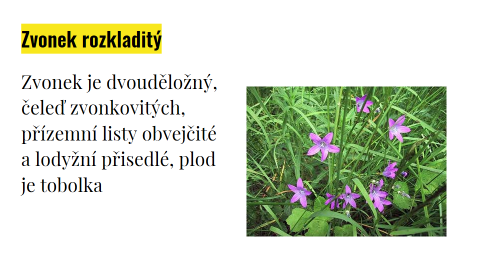 Zvonek rozkladitý
Zvonek je dvouděložný,
čeleď zvonkovitých,
přízemní listy obvejčité
a lodyžní přisedlé, plod
je tobolka